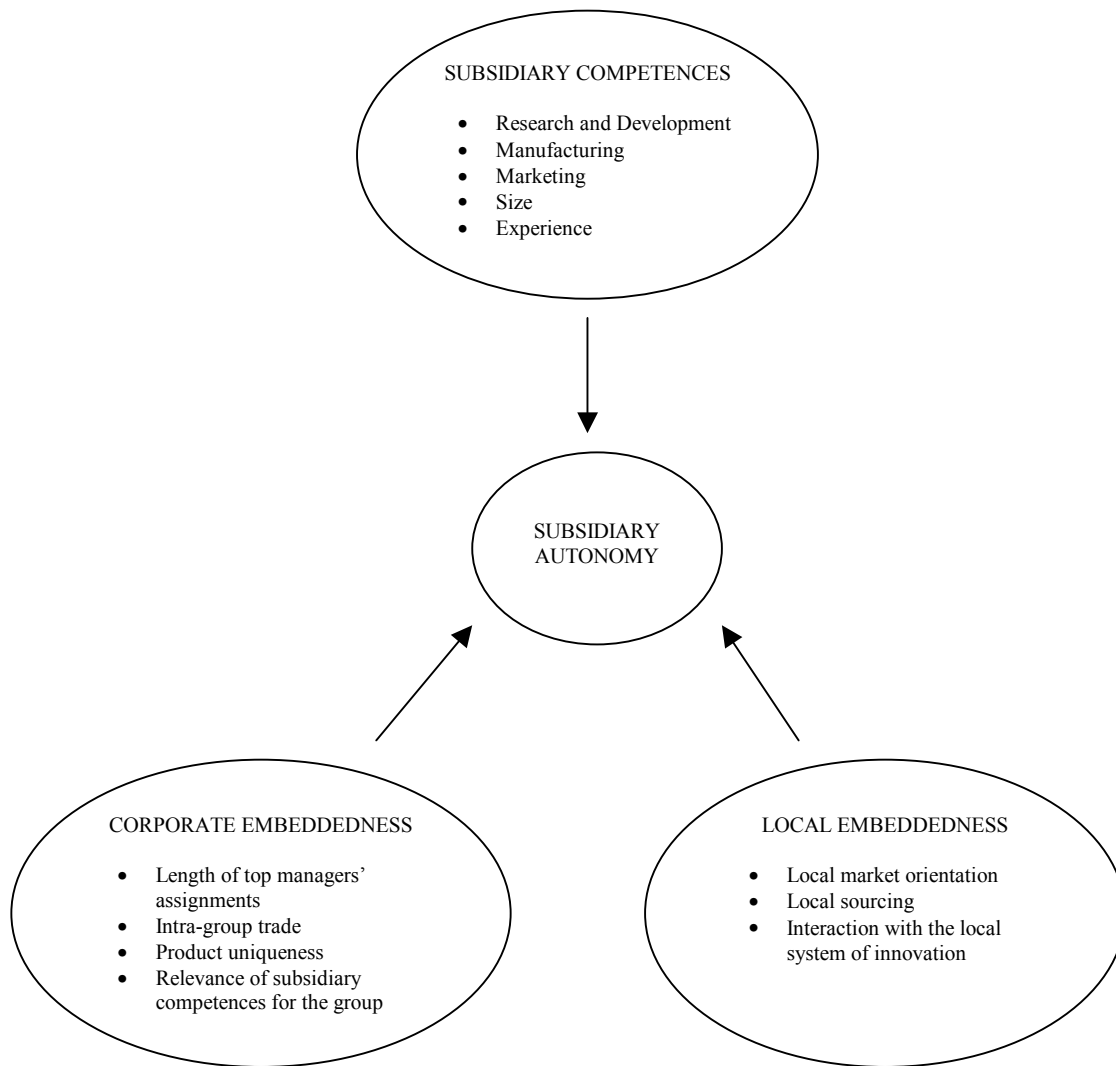 SUBSIDIARY COMPETENCES
• Research and Development
• Manufacturing
• Marketing
• Size
• Experience
SUBSIDIARY
AUTONOMY
CORPORATE EMBEDDEDNESS
• Length of top managers’
assignments
• Intra-group trade
• Product uniqueness
• Relevance of subsidiary
competences for the group
LOCAL EMBEDDEDNESS
• Local market orientation
• Local sourcing
• Interaction with the local
system of innovation